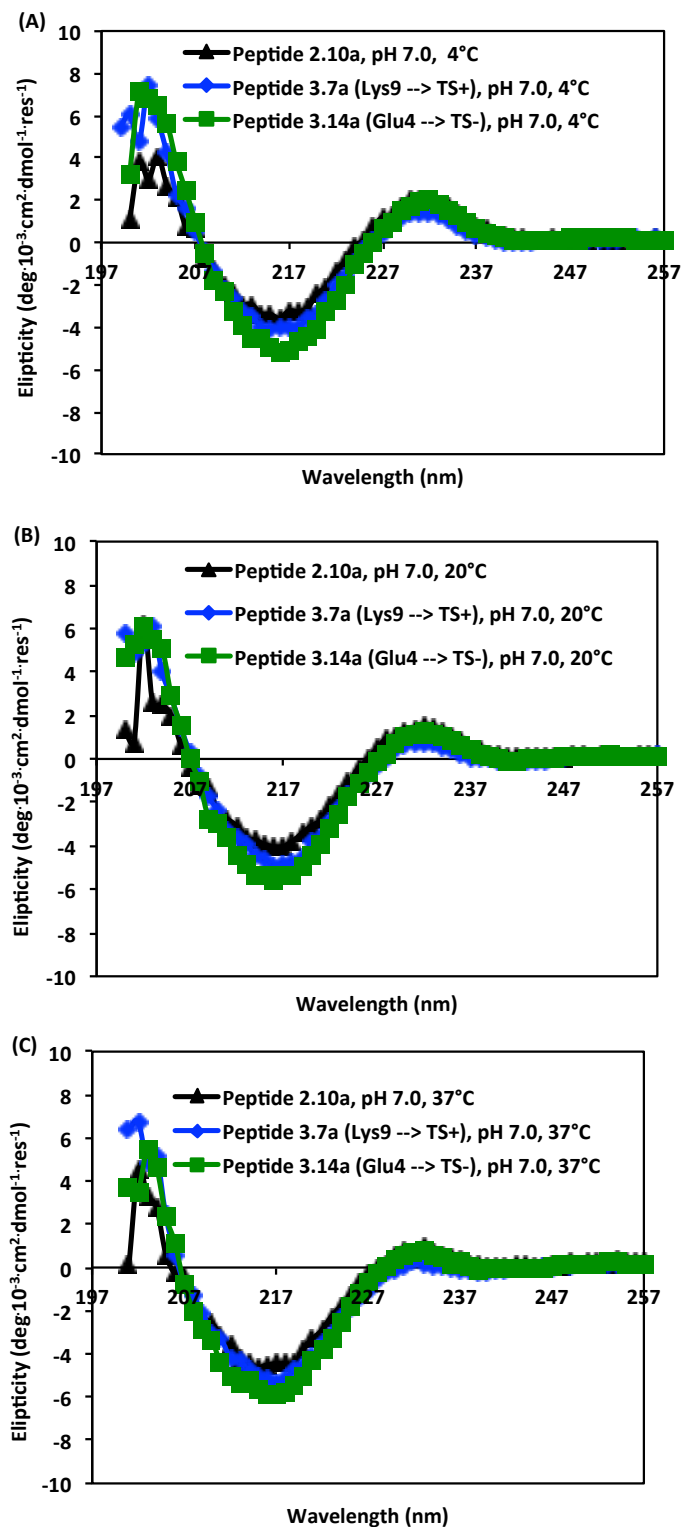 (A)
Elipticity (deg·10⁻³·cm²·dmol⁻¹·res⁻¹)
10
8
6
4
2
0
-2
-4
-6
-8
-10
Peptide 2.10a, pH 7.0, 4°C
Peptide 3.7a (Lys9 --> TS+), pH 7.0, 4°C
Peptide 3.14a (Glu4 --> TS-), pH 7.0, 4°C
197 207 217 227 237 247 257
Wavelength (nm)
(B)
Elipticity (deg·10⁻³·cm²·dmol⁻¹·res⁻¹)
10
8
6
4
2
0
-2
-4
-6
-8
-10
Peptide 2.10a, pH 7.0, 20°C
Peptide 3.7a (Lys9 --> TS+), pH 7.0, 20°C
Peptide 3.14a (Glu4 --> TS-), pH 7.0, 20°C
197 207 217 227 237 247 257
Wavelength (nm)
(C)
Elipticity (deg·10⁻³·cm²·dmol⁻¹·res⁻¹)
10
8
6
4
2
0
-2
-4
-6
-8
-10
Peptide 2.10a, pH 7.0, 37°C
Peptide 3.7a (Lys9 --> TS+), pH 7.0, 37°C
Peptide 3.14a (Glu4 --> TS-), pH 7.0, 37°C
197 207 217 227 237 247 257
Wavelength (nm)